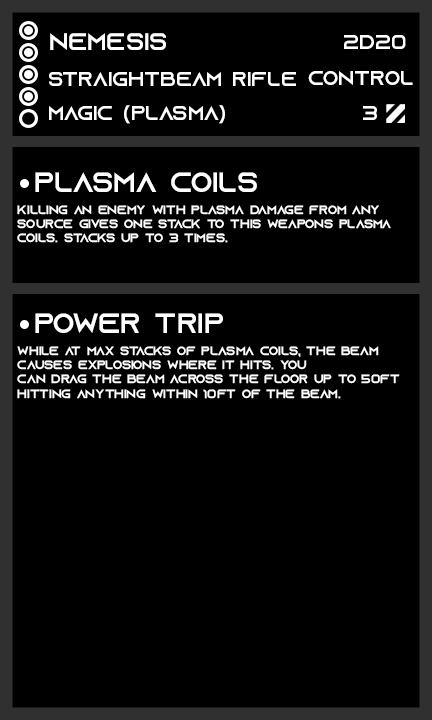 NEMESIS 2D20
STRAIGHTBEAM RIFLE CONTROL
MAGIC (PLASMA) 3
•PLASMA COILS
KILLING AN ENEMY WITH PLASMA DAMAGE FROM ANY
SOURCE GIVES ONE STACK TO THIS WEAPONS PLASMA
COILS. STACKS UP TO 3 TIMES.
•POWER TRIP
WHILE AT MAX STACKS OF PLASMA COILS, THE BEAM
CAUSES EXPLOSIONS WHERE IT HITS. YOU
CAN DRAG THE BEAM ACROSS THE FLOOR UP TO 50FT
HITTING ANYTHING WITHIN 10FT OF THE BEAM.